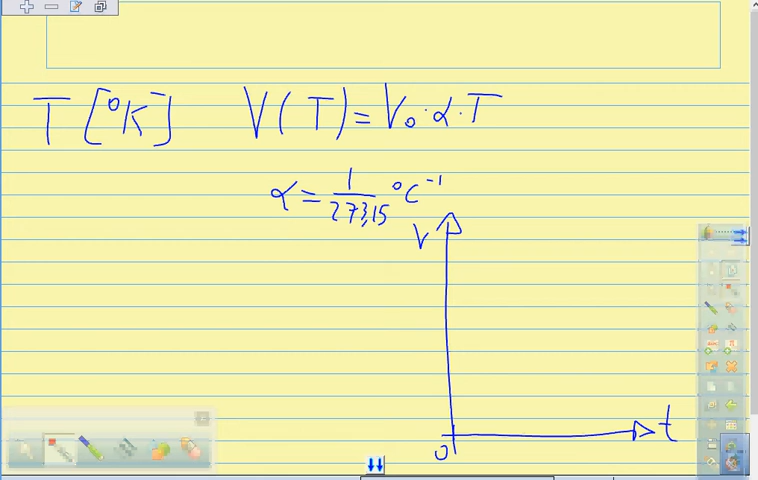 T [°K] V(T) = V₀·α·T
α = 1/273,15 °C⁻¹
V
t
0